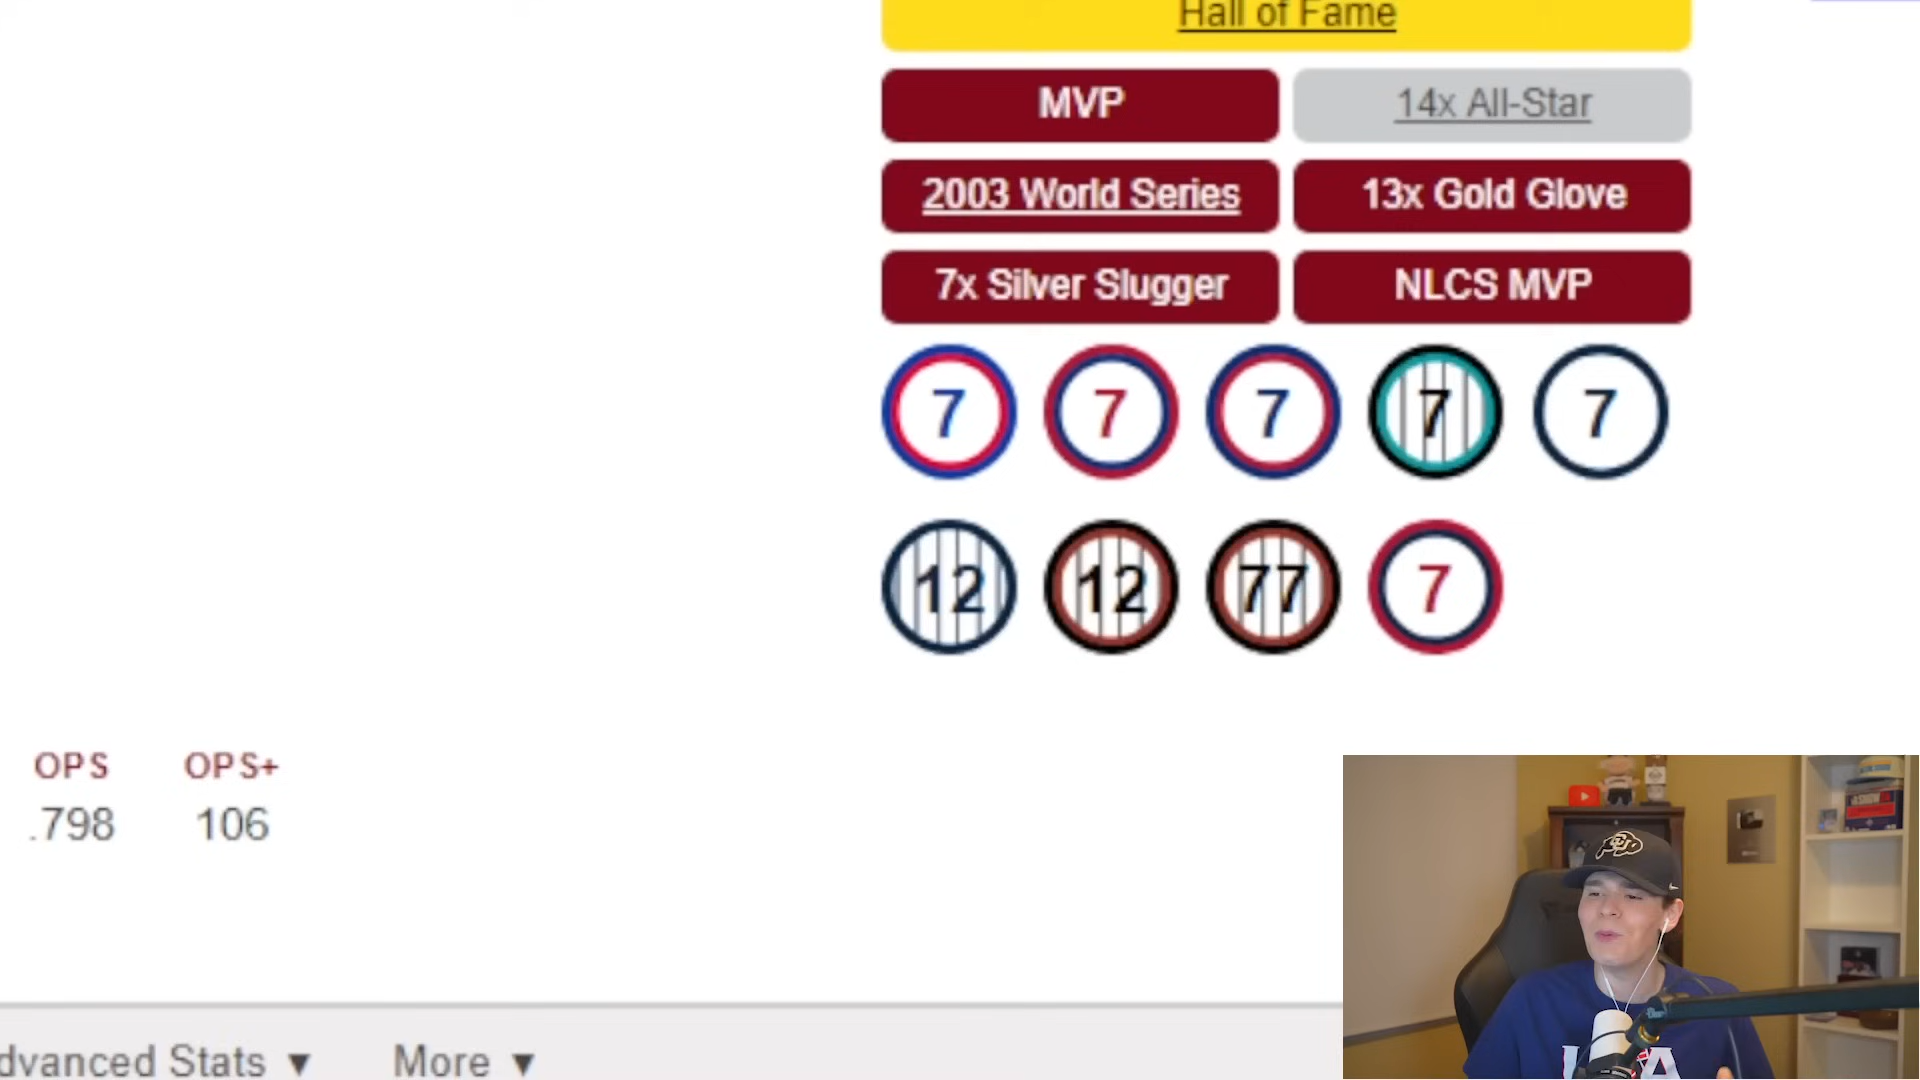 Hall of Fame
MVP
14x All-Star
2003 World Series
13x Gold Glove
7x Silver Slugger
NLCS MVP
7 7 7 7 7
12 12 77 7
OPS OPS+
.798 106
dvanced Stats ▼ More ▼